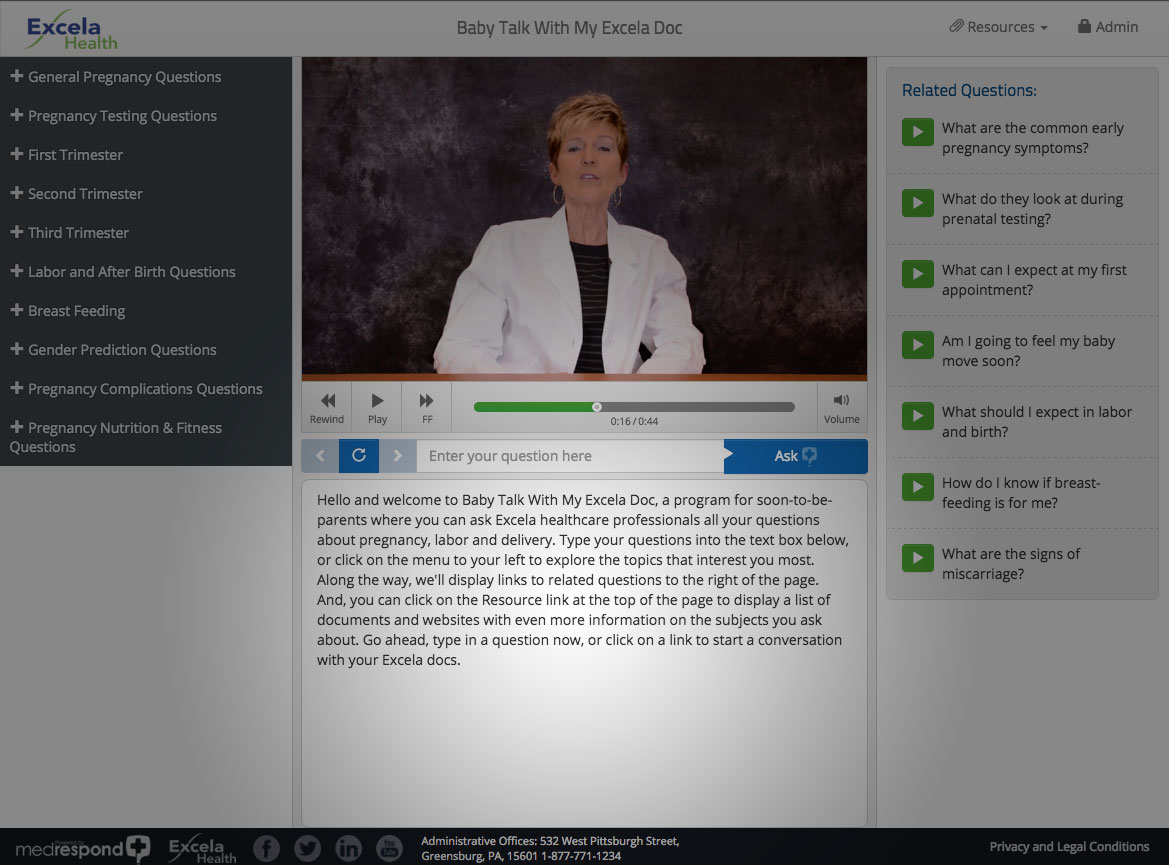 Excela
Health
Baby Talk With My Excela Doc
Resources
Admin
General Pregnancy Questions
Pregnancy Testing Questions
First Trimester
Second Trimester
Third Trimester
Labor and After Birth Questions
Breast Feeding
Gender Prediction Questions
Pregnancy Complications Questions
Pregnancy Nutrition & Fitness
Questions
Rewind
Play
FF
0:16 / 0:44
Volume
Enter your question here
Ask
Hello and welcome to Baby Talk With My Excela Doc, a program for soon-to-be-
parents where you can ask Excela healthcare professionals all your questions
about pregnancy, labor and delivery. Type your questions into the text box below,
or click on the menu to your left to explore the topics that interest you most.
Along the way, we'll display links to related questions to the right of the page.
And, you can click on the Resource link at the top of the page to display a list of
documents and websites with even more information on the subjects you ask
about. Go ahead, type in a question now, or click on a link to start a conversation
with your Excela docs.
Related Questions:
What are the common early
pregnancy symptoms?
What do they look at during
prenatal testing?
What can I expect at my first
appointment?
Am I going to feel my baby
move soon?
What should I expect in labor
and birth?
How do I know if breast-
feeding is for me?
What are the signs of
miscarriage?
medrespond
Excela
Health
Administrative Offices: 532 West Pittsburgh Street,
Greensburg, PA, 15601 1-877-771-1234
Privacy and Legal Conditions